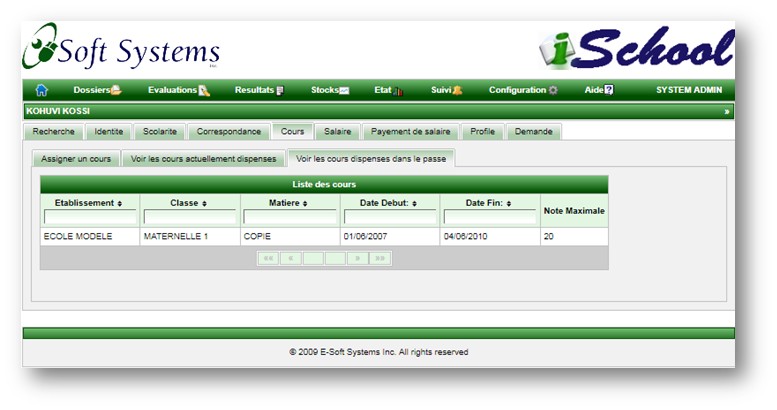 eSoft Systems Inc.
iSchool
Dossiers Evaluations Resultats Stocks Etat Suivi Configuration Aide SYSTEM ADMIN
KOHUVI KOSSI »
Recherche Identite Scolarite Correspondance Cours Salaire Payement de salaire Profile Demande
Assigner un cours Voir les cours actuellement dispenses Voir les cours dispenses dans le passe
Liste des cours
Etablissement Classe Matiere Date Debut: Date Fin: Note Maximale
ECOLE MODELE MATERNELLE 1 COPIE 01/06/2007 04/06/2010 20
«« « » »»
© 2009 E-Soft Systems Inc. All rights reserved